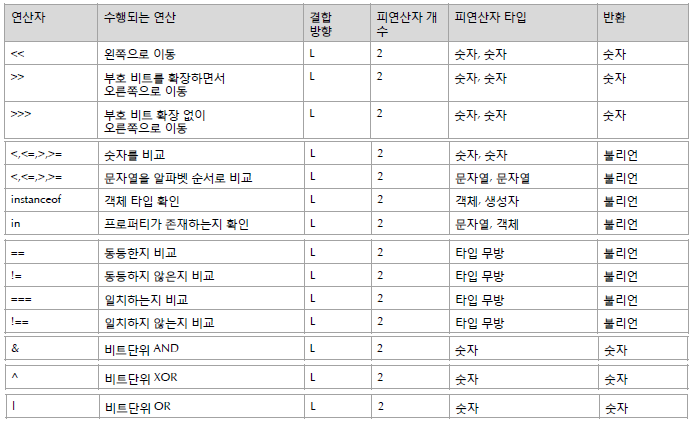 연산자 수행되는 연산 결합 방향 피연산자 개수 피연산자 타입 반환
<< 왼쪽으로 이동 L 2 숫자, 숫자 숫자
>> 부호 비트를 확장하면서 오른쪽으로 이동 L 2 숫자, 숫자 숫자
>>> 부호 비트 확장 없이 오른쪽으로 이동 L 2 숫자, 숫자 숫자
<,<=,>,>= 숫자를 비교 L 2 숫자, 숫자 불리언
<,<=,>,>= 문자열을 알파벳 순서로 비교 L 2 문자열, 문자열 불리언
instanceof 객체 타입 확인 L 2 객체, 생성자 불리언
in 프로퍼티가 존재하는지 확인 L 2 문자열, 객체 불리언
== 동등한지 비교 L 2 타입 무방 불리언
!= 동등하지 않은지 비교 L 2 타입 무방 불리언
=== 일치하는지 비교 L 2 타입 무방 불리언
!== 일치하지 않는지 비교 L 2 타입 무방 불리언
& 비트단위 AND L 2 숫자 숫자
^ 비트단위 XOR L 2 숫자 숫자
| 비트단위 OR L 2 숫자 숫자